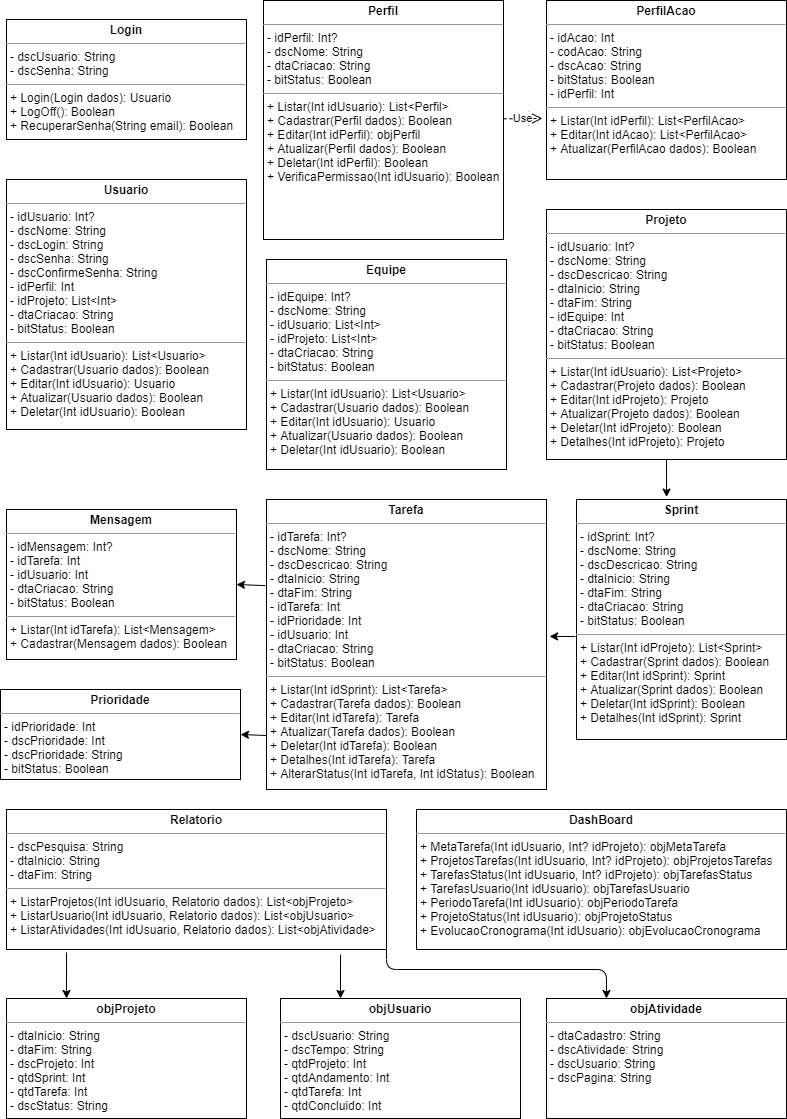 Login
- dscUsuario: String
- dscSenha: String
+ Login(Login dados): Usuario
+ LogOff(): Boolean
+ RecuperarSenha(String email): Boolean
Perfil
- idPerfil: Int?
- dscNome: String
- dtaCriacao: String
- bitStatus: Boolean
+ Listar(Int idUsuario): List<Perfil>
+ Cadastrar(Perfil dados): Boolean
+ Editar(Int idPerfil): objPerfil
+ Atualizar(Perfil dados): Boolean
+ Deletar(Int idPerfil): Boolean
+ VerificaPermissao(Int idUsuario): Boolean
Use
PerfilAcao
- idAcao: Int
- codAcao: String
- dscAcao: String
- bitStatus: Boolean
- idPerfil: Int
+ Listar(Int idPerfil): List<PerfilAcao>
+ Editar(Int idAcao): List<PerfilAcao>
+ Atualizar(PerfilAcao dados): Boolean
Usuario
- idUsuario: Int?
- dscNome: String
- dscLogin: String
- dscSenha: String
- dscConfirmeSenha: String
- idPerfil: Int
- idProjeto: List<Int>
- dtaCriacao: String
- bitStatus: Boolean
+ Listar(Int idUsuario): List<Usuario>
+ Cadastrar(Usuario dados): Boolean
+ Editar(Int idUsuario): Usuario
+ Atualizar(Usuario dados): Boolean
+ Deletar(Int idUsuario): Boolean
Equipe
- idEquipe: Int?
- dscNome: String
- idUsuario: List<Int>
- idProjeto: List<Int>
- dtaCriacao: String
- bitStatus: Boolean
+ Listar(Int idUsuario): List<Usuario>
+ Cadastrar(Usuario dados): Boolean
+ Editar(Int idUsuario): Usuario
+ Atualizar(Usuario dados): Boolean
+ Deletar(Int idUsuario): Boolean
Projeto
- idUsuario: Int?
- dscNome: String
- dscDescricao: String
- dtaInicio: String
- dtaFim: String
- idEquipe: Int
- dtaCriacao: String
- bitStatus: Boolean
+ Listar(Int idUsuario): List<Projeto>
+ Cadastrar(Projeto dados): Boolean
+ Editar(Int idProjeto): Projeto
+ Atualizar(Projeto dados): Boolean
+ Deletar(Int idProjeto): Boolean
+ Detalhes(Int idProjeto): Projeto
Mensagem
- idMensagem: Int?
- idTarefa: Int
- idUsuario: Int
- dtaCriacao: String
- bitStatus: Boolean
+ Listar(Int idTarefa): List<Mensagem>
+ Cadastrar(Mensagem dados): Boolean
Tarefa
- idTarefa: Int?
- dscNome: String
- dscDescricao: String
- dtaInicio: String
- dtaFim: String
- idTarefa: Int
- idPrioridade: Int
- idUsuario: Int
- dtaCriacao: String
- bitStatus: Boolean
+ Listar(Int idSprint): List<Tarefa>
+ Cadastrar(Tarefa dados): Boolean
+ Editar(Int idTarefa): Tarefa
+ Atualizar(Tarefa dados): Boolean
+ Deletar(Int idTarefa): Boolean
+ Detalhes(Int idTarefa): Tarefa
+ AlterarStatus(Int idTarefa, Int idStatus): Boolean
Sprint
- idSprint: Int?
- dscNome: String
- dscDescricao: String
- dtaInicio: String
- dtaFim: String
- dtaCriacao: String
- bitStatus: Boolean
+ Listar(Int idProjeto): List<Sprint>
+ Cadastrar(Sprint dados): Boolean
+ Editar(Int idSprint): Sprint
+ Atualizar(Sprint dados): Boolean
+ Deletar(Int idSprint): Boolean
+ Detalhes(Int idSprint): Sprint
Prioridade
- idPrioridade: Int
- dscPrioridade: Int
- dscPrioridade: String
- bitStatus: Boolean
Relatorio
- dscPesquisa: String
- dtaInicio: String
- dtaFim: String
+ ListarProjetos(Int idUsuario, Relatorio dados): List<objProjeto>
+ ListarUsuario(Int idUsuario, Relatorio dados): List<objUsuario>
+ ListarAtividades(Int idUsuario, Relatorio dados): List<objAtividade>
DashBoard
+ MetaTarefa(Int idUsuario, Int? idProjeto): objMetaTarefa
+ ProjetosTarefas(Int idUsuario, Int? idProjeto): objProjetosTarefas
+ TarefasStatus(Int idUsuario, Int? idProjeto): objTarefasStatus
+ TarefasUsuario(Int idUsuario): objTarefasUsuario
+ PeriodoTarefa(Int idUsuario): objPeriodoTarefa
+ ProjetoStatus(Int idUsuario): objProjetoStatus
+ EvolucaoCronograma(Int idUsuario): objEvolucaoCronograma
objProjeto
- dtaInicio: String
- dtaFim: String
- dscProjeto: Int
- qtdSprint: Int
- qtdTarefa: Int
- dscStatus: String
objUsuario
- dscUsuario: String
- dscTempo: String
- qtdProjeto: Int
- qtdAndamento: Int
- qtdTarefa: Int
- qtdConcluido: Int
objAtividade
- dtaCadastro: String
- dscAtividade: String
- dscUsuario: String
- dscPagina: String